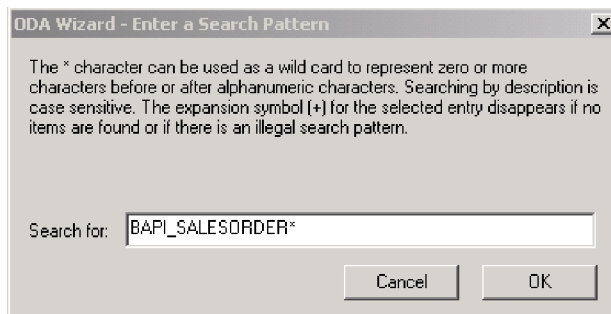 ODA Wizard - Enter a Search Pattern
The * character can be used as a wild card to represent zero or more
characters before or after alphanumeric characters. Searching by description is
case sensitive. The expansion symbol (+) for the selected entry disappears if no
items are found or if there is an illegal search pattern.
Search for: BAPI_SALESORDER*
Cancel OK